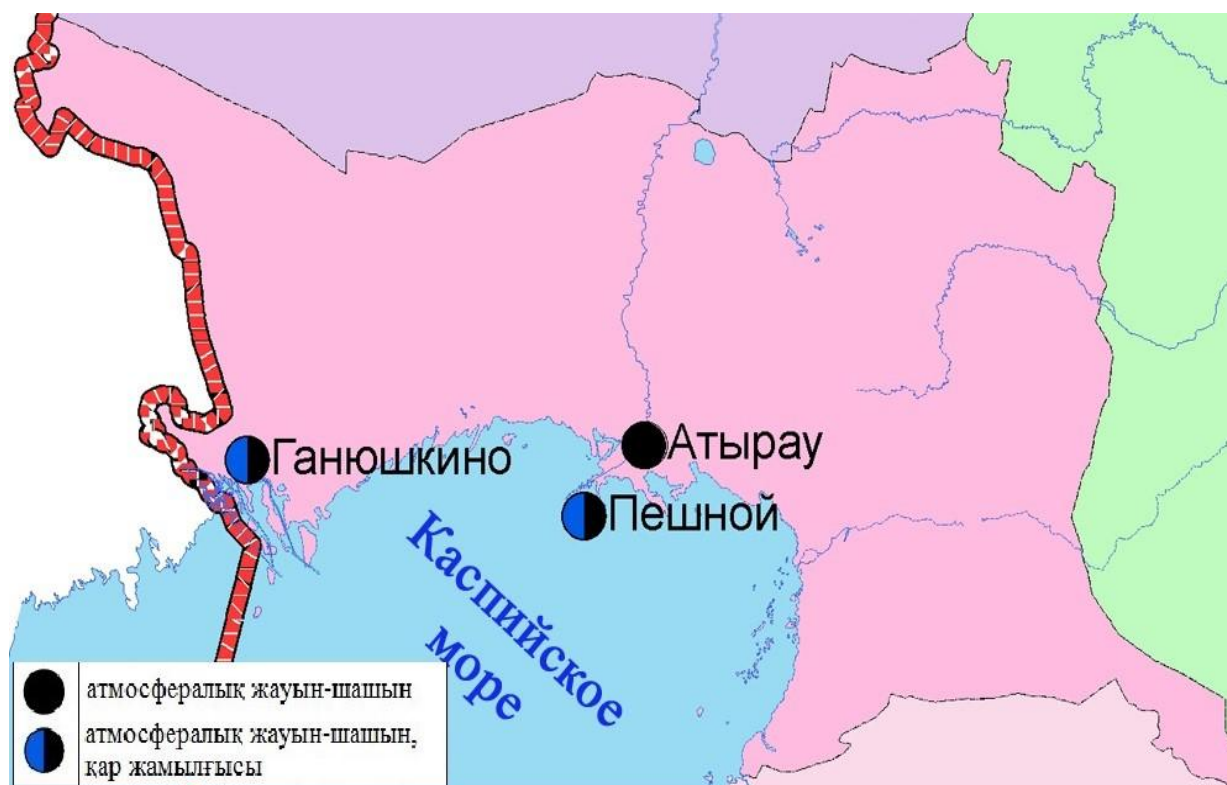 Ганюшкино
Атырау
Пешной
Каспийское
море
атмосфералық жауын-шашын
атмосфералық жауын-шашын,
қар жамылғысы